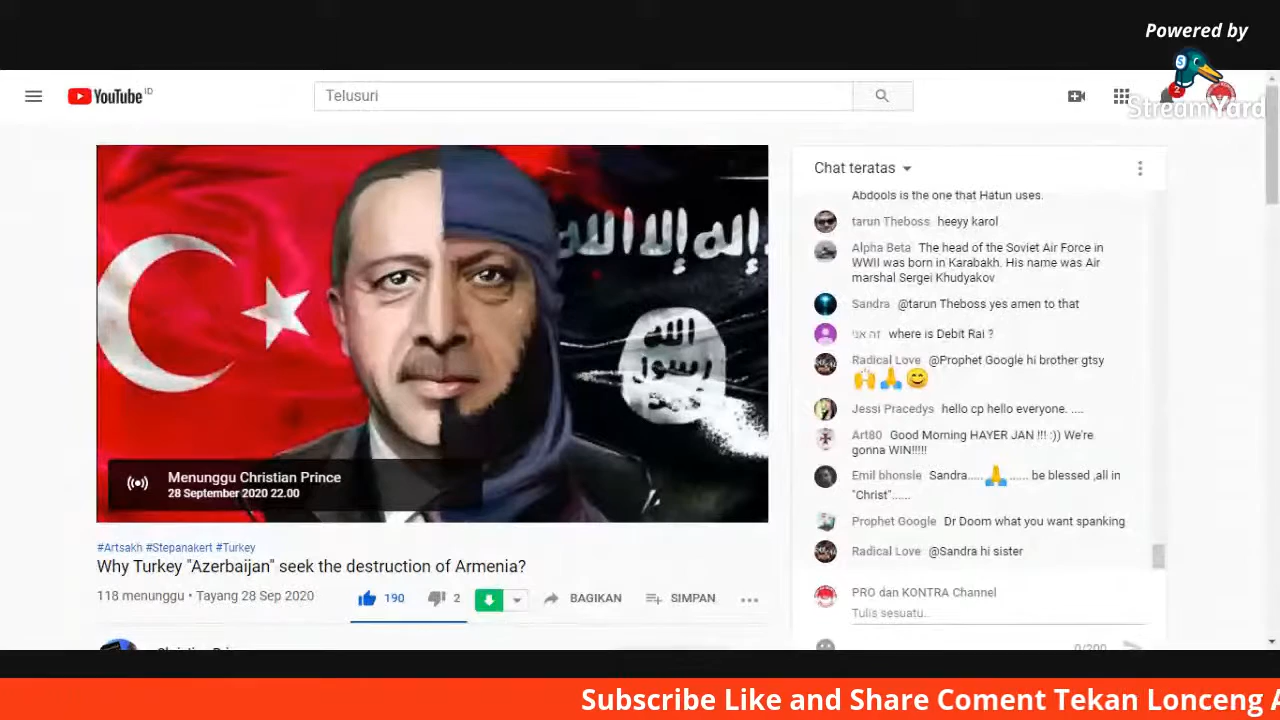 Powered by
StreamYard
YouTube ID
Telusuri
2
Chat teratas
Abdools is the one that Hatun uses.
tarun Theboss heeyy karol
Alpha Beta The head of the Soviet Air Force in
WWII was born in Karabakh. His name was Air
marshal Sergei Khudyakov
Sandra @tarun Theboss yes amen to that
זה אני where is Debit Rai ?
Radical Love @Prophet Google hi brother gtsy
🙌🙏😊
Jessi Pracedys hello cp hello everyone. ....
Art80 Good Morning HAYER JAN !!! :)) We're
gonna WIN!!!!!
Emil bhonsle Sandra.....🙏...... be blessed ,all in
"Christ"......
Prophet Google Dr Doom what you want spanking
Radical Love @Sandra hi sister
PRO dan KONTRA Channel
Tulis sesuatu..
0/200
الله
رسول
Menunggu Christian Prince
28 September 2020 22.00
#Artsakh #Stepanakert #Turkey
Why Turkey "Azerbaijan" seek the destruction of Armenia?
118 menunggu • Tayang 28 Sep 2020
190
2
BAGIKAN
SIMPAN
Subscribe Like and Share Coment Tekan Lonceng A